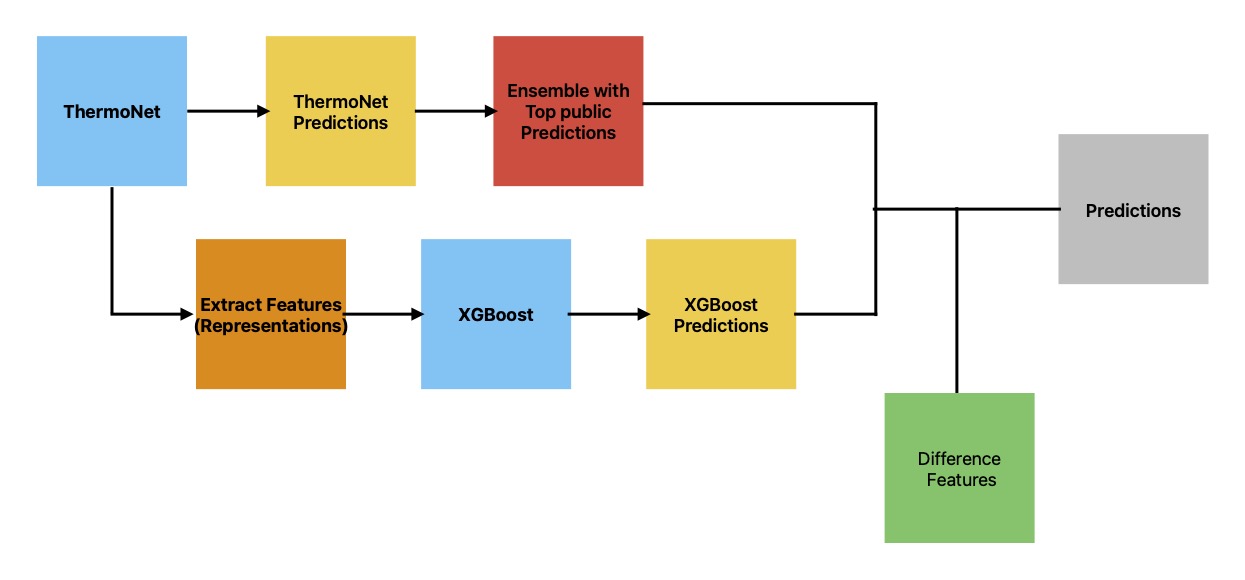 ThermoNet
ThermoNet
Predictions
Ensemble with
Top public
Predictions
Predictions
Extract Features
(Representations)
XGBoost
XGBoost
Predictions
Difference
Features